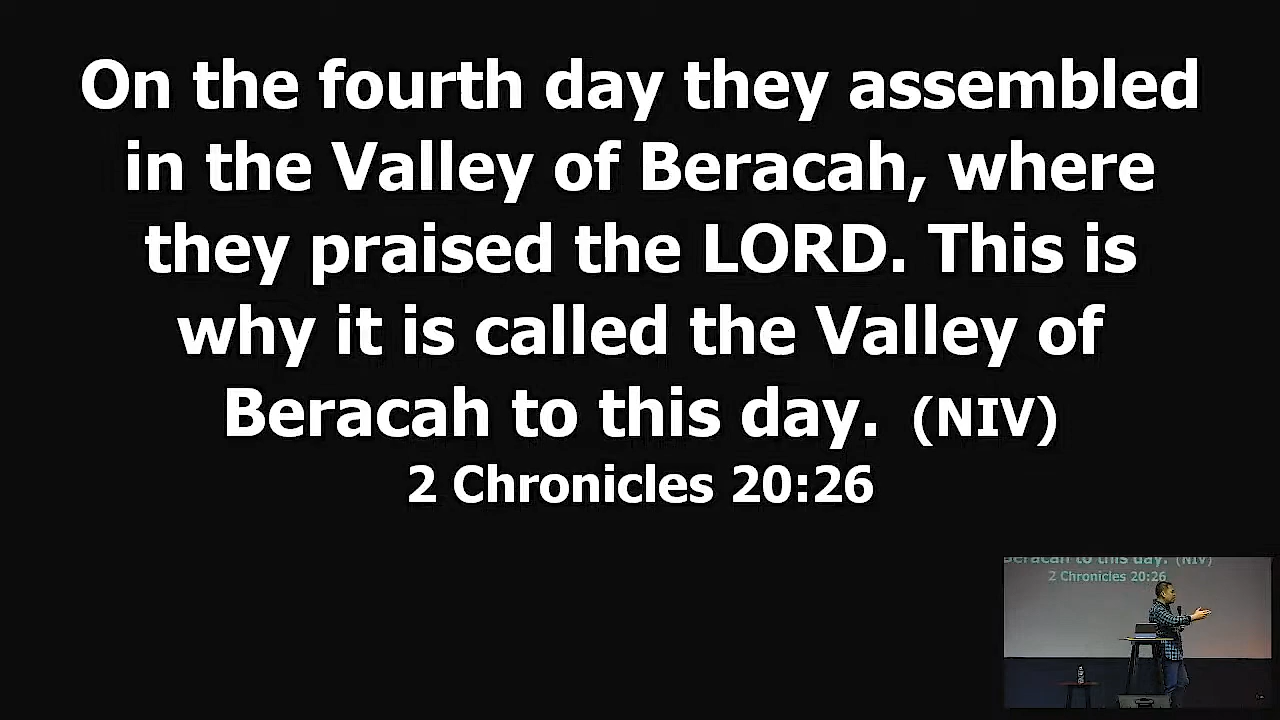 On the fourth day they assembled
in the Valley of Beracah, where
they praised the LORD. This is
why it is called the Valley of
Beracah to this day. (NIV)
2 Chronicles 20:26
Beracah to this day. (NIV)
2 Chronicles 20:26